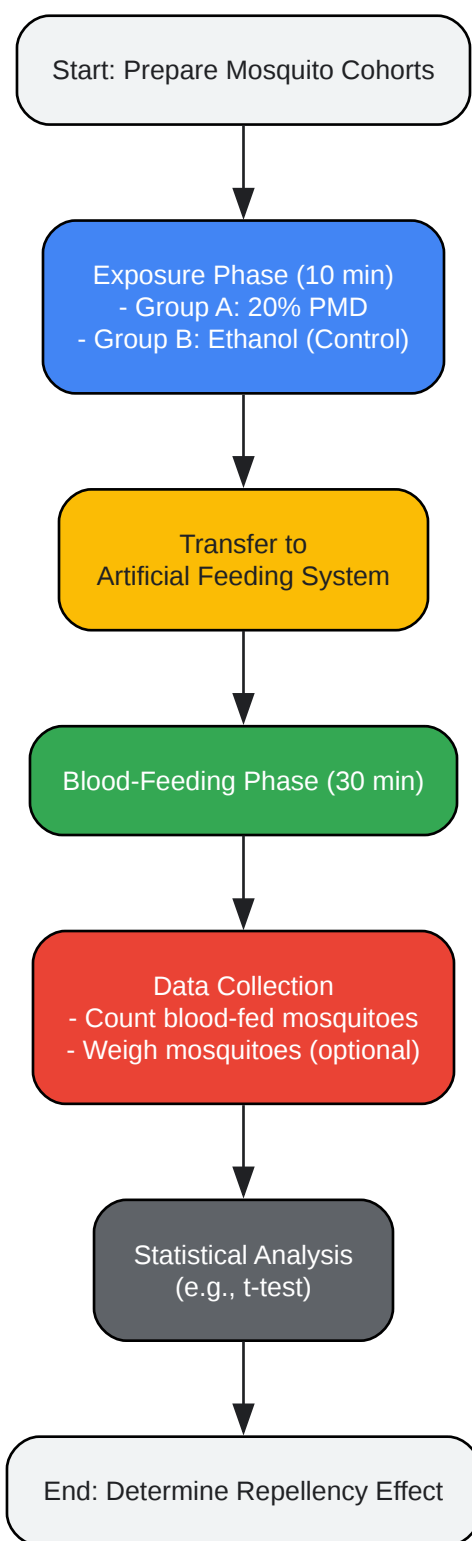 Start: Prepare Mosquito Cohorts
Exposure Phase (10 min)
- Group A: 20% PMD
- Group B: Ethanol (Control)
Transfer to
Artificial Feeding System
Blood-Feeding Phase (30 min)
Data Collection
- Count blood-fed mosquitoes
- Weigh mosquitoes (optional)
Statistical Analysis
(e.g., t-test)
End: Determine Repellency Effect